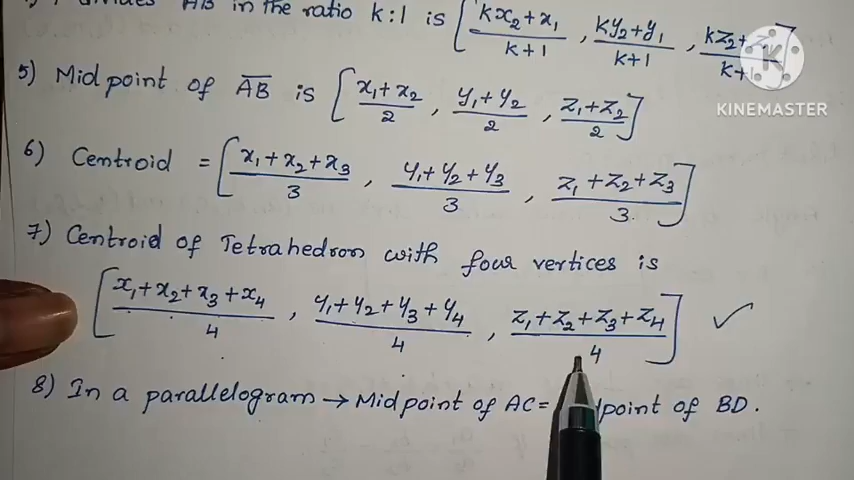 divides AB in the ratio k:1 is [kx₂+x₁/k+1, ky₂+y₁/k+1, kz₂+
5) Midpoint of AB is [x₁+x₂/2, y₁+y₂/2, z₁+z₂/2]
KINEMASTER
6) Centroid = [x₁+x₂+x₃/3, y₁+y₂+y₃/3, z₁+z₂+z₃/3]
7) Centroid of Tetrahedron with four vertices is
[x₁+x₂+x₃+x₄/4, y₁+y₂+y₃+y₄/4, z₁+z₂+z₃+z₄/4] ✓
8) In a parallelogram → Midpoint of AC = point of BD.